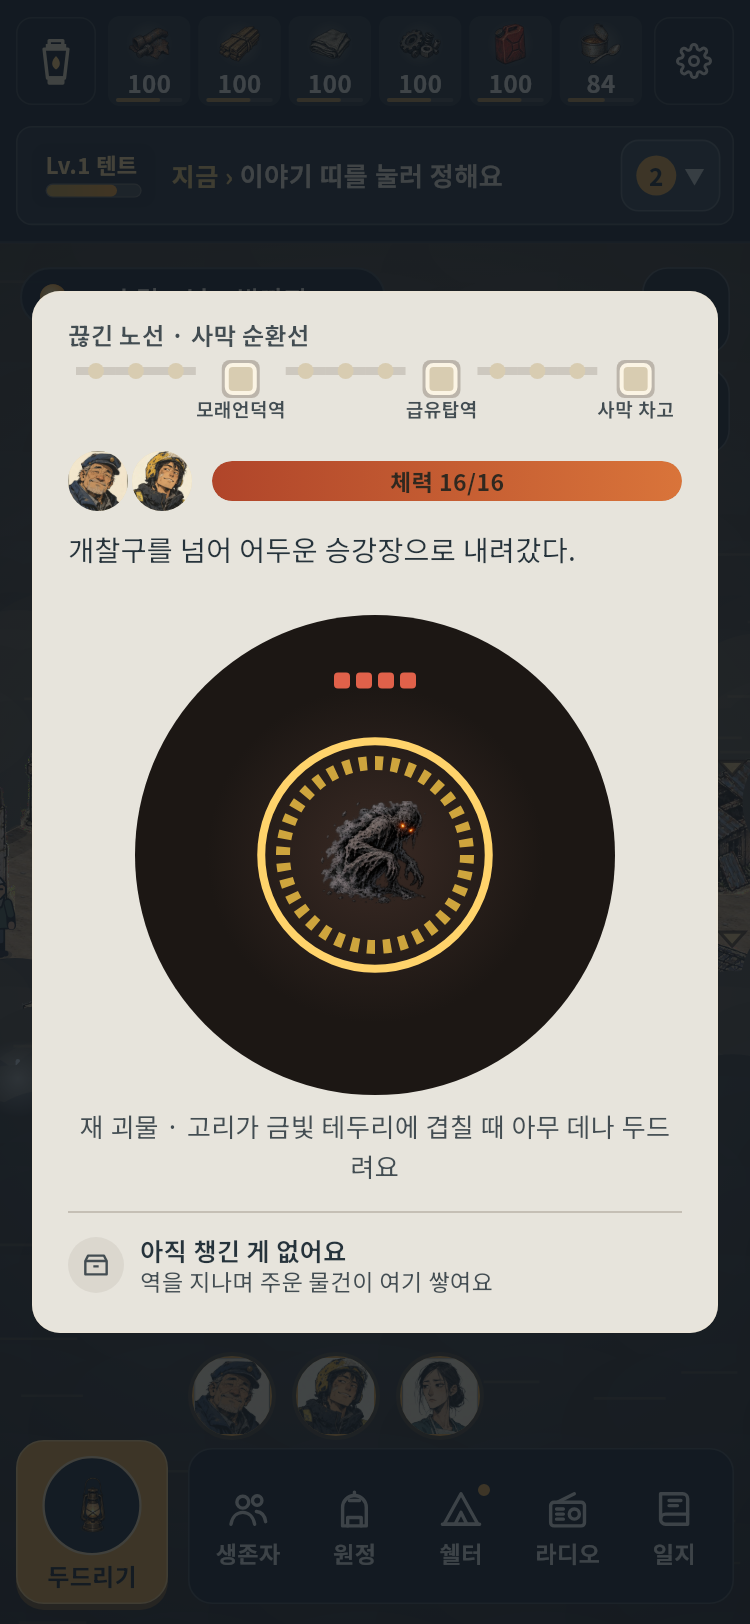 100 100 100 100 100 84
Lv.1 텐트
지금 › 이야기 띠를 눌러 정해요
2
끊긴 노선 · 사막 순환선
모래언덕역 급유탑역 사막 차고
체력 16/16
개찰구를 넘어 어두운 승강장으로 내려갔다.
재 괴물 · 고리가 금빛 테두리에 겹칠 때 아무 데나 두드
려요
아직 챙긴 게 없어요
역을 지나며 주운 물건이 여기 쌓여요
두드리기
생존자 원정 쉘터 라디오 일지